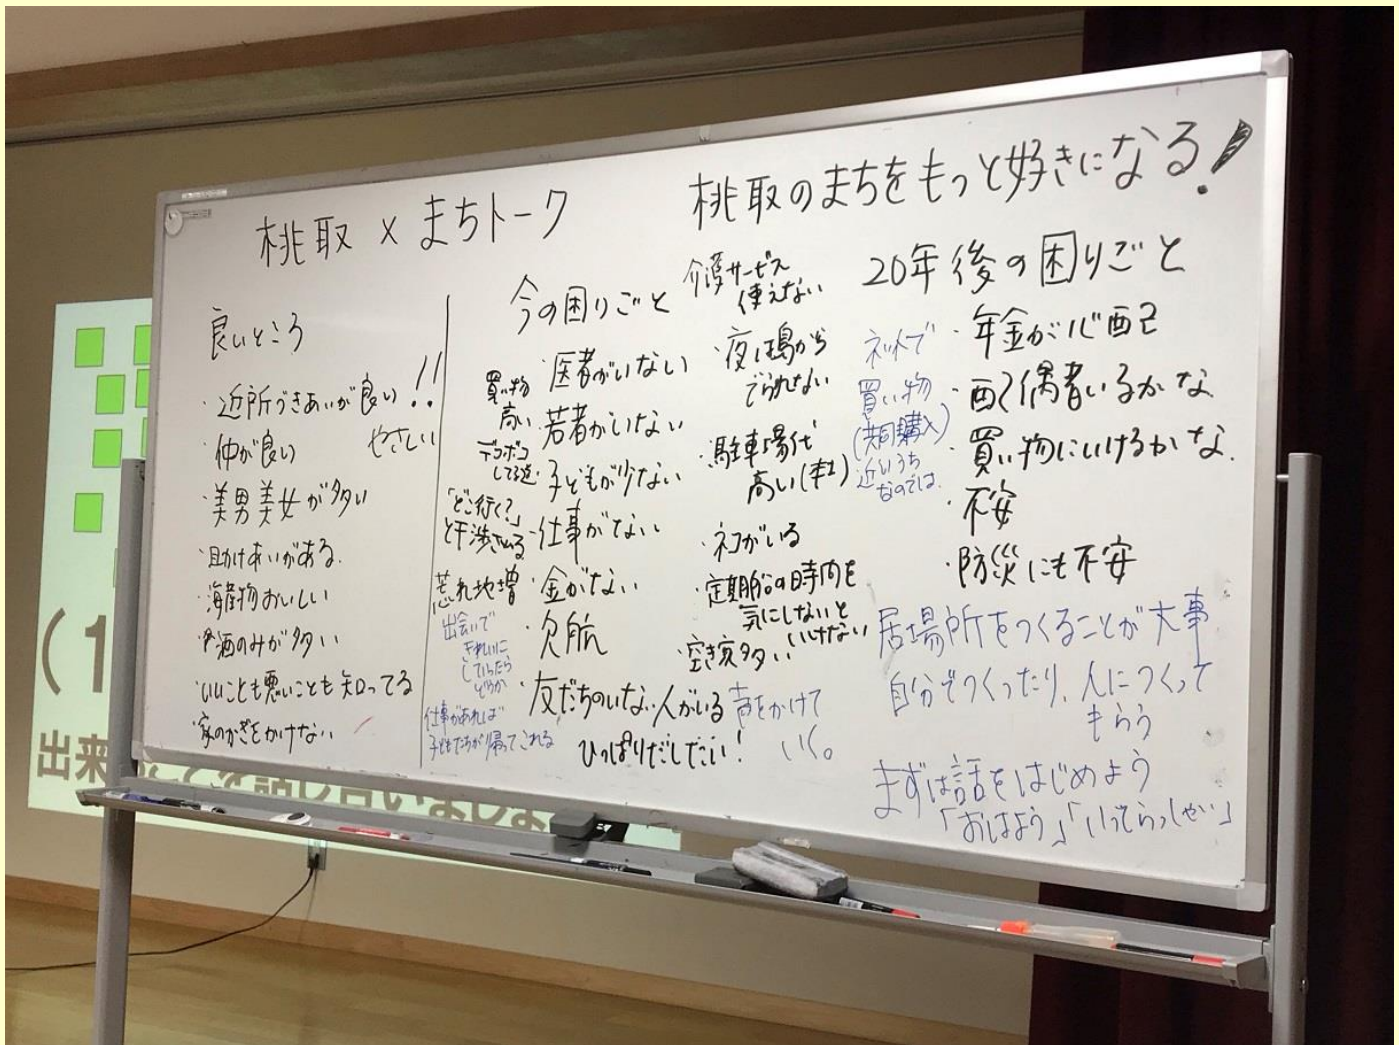 桃取 × まちトーク
桃取のまちをもっと好きになる!
良いところ
・近所づきあいが良い!!
・仲が良い
やさしい
・美男美女が多い
・助けあいがある.
・海産物おいしい
・酒のみが多い
・いいことも悪いことも知ってる
・家のかぎをかけない
今の困りごと
・医者がいない
・若者がいない
・子どもが少ない
・仕事がない
・金がない
・欠航
・友だちのいない人がいる
ひっぱりだしたい!
声をかけて
いく。
買い物
高い
デコボコ
してる道
「どこ行く?」
と干渉される
荒れ地増
出会いで
きれいに
していったら
どうか
仕事があれば
子どもたちが帰ってこれる
介護サービス
使えない
・夜は島から
でられない
・駐車場代
高い
・ネコがいる
・定期船の時間を
気にしないと
いけない
・空き家多い
20年後の困りごと
・年金が心配
・配偶者いるかな
・買い物にいけるかな.
・不安
・防災にも不安
ネットで
買い物
(共同購入)
近いうち
なのでは.
居場所をつくることが大事
自分でつくったり、人につくって
もらう
まずは話をはじめよう
「おはよう」「いってらっしゃい」
(1
出来